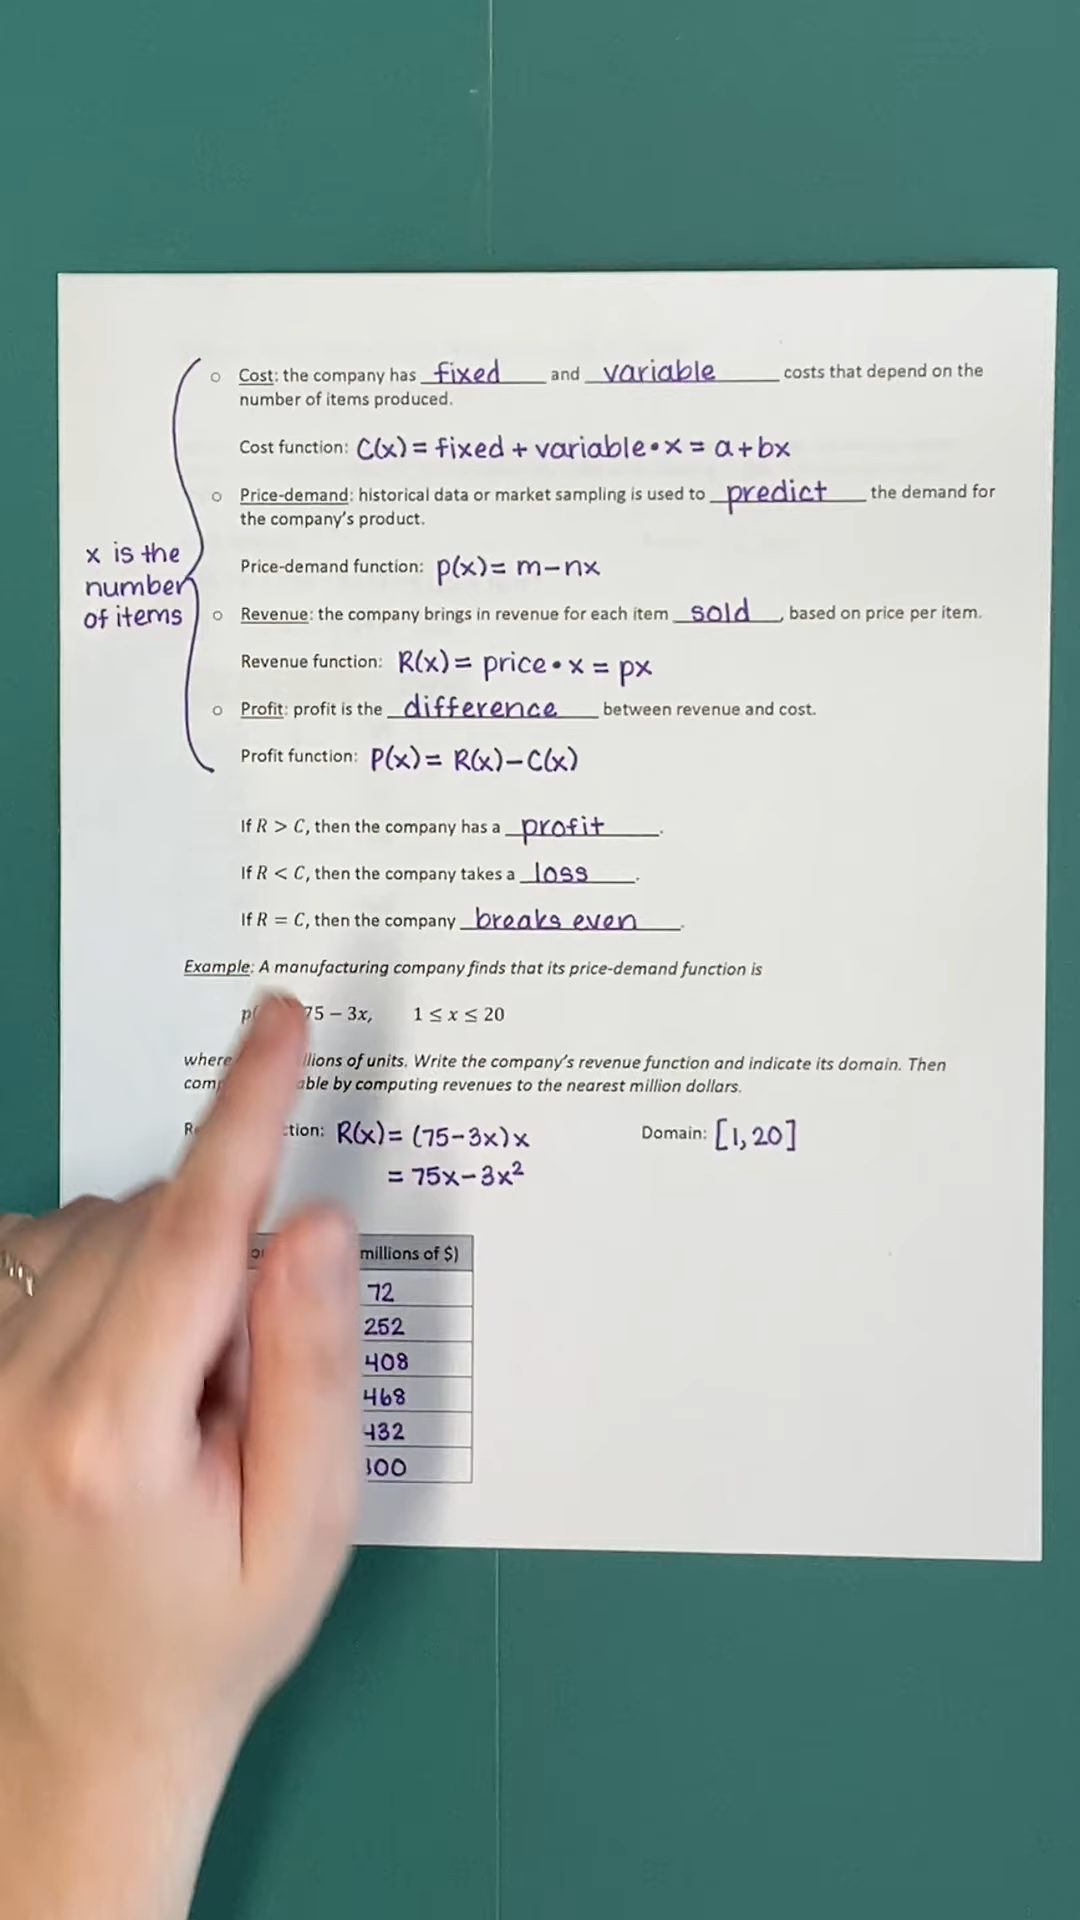 ○ Cost: the company has fixed and variable costs that depend on the
number of items produced.
Cost function: C(x) = fixed + variable • x = a + bx
○ Price-demand: historical data or market sampling is used to predict the demand for
the company's product.
x is the
number
of items
Price-demand function: p(x) = m − nx
○ Revenue: the company brings in revenue for each item sold, based on price per item.
Revenue function: R(x) = price • x = px
○ Profit: profit is the difference between revenue and cost.
Profit function: P(x) = R(x) − C(x)
If R > C, then the company has a profit.
If R < C, then the company takes a loss.
If R = C, then the company breaks even.
Example: A manufacturing company finds that its price-demand function is
75 − 3x, 1 ≤ x ≤ 20
where of units. Write the company's revenue function and indicate its domain. Then
by computing revenues to the nearest million dollars.
R(x) = (75 − 3x)x Domain: [1, 20]
= 75x − 3x²
millions of $)
72
252
408
468
432
300